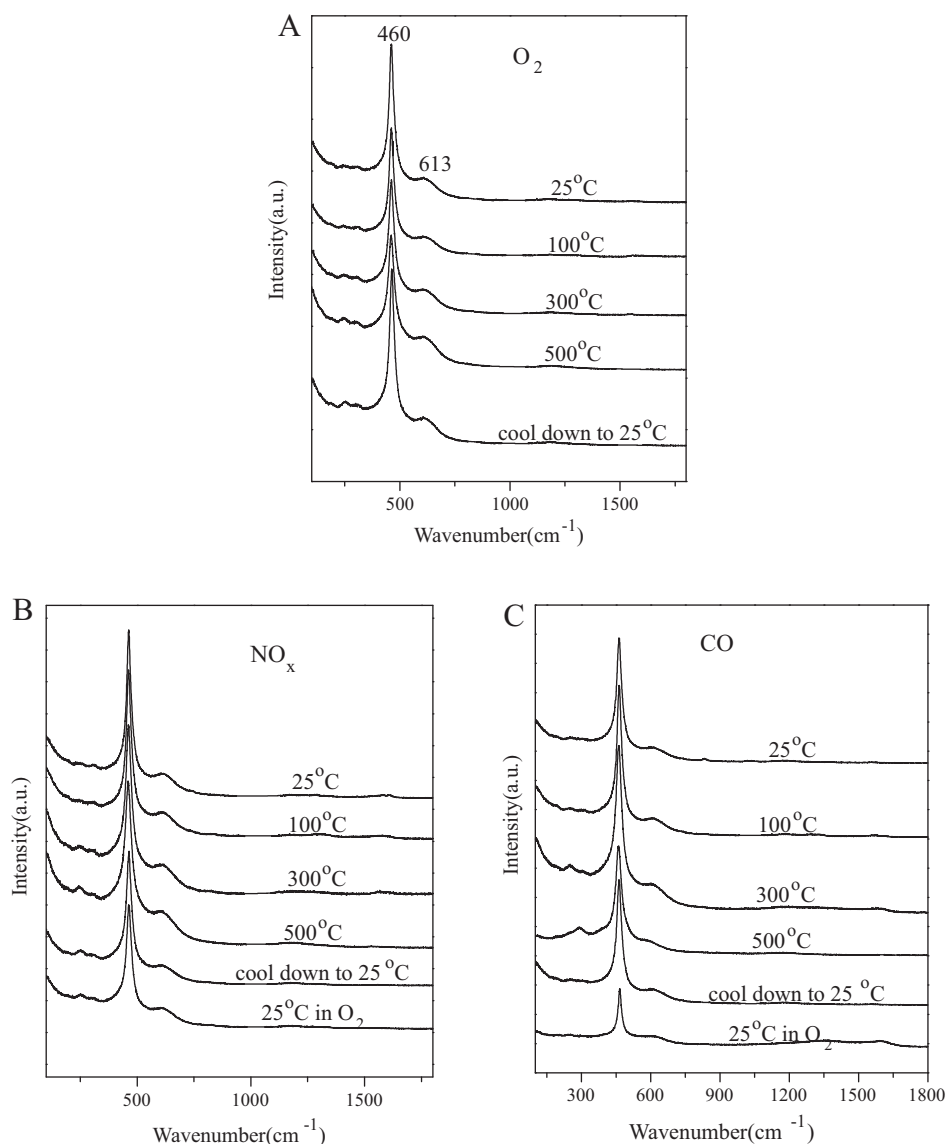 A
460
O₂
613
25°C
100°C
300°C
500°C
cool down to 25°C
Intensity(a.u.)
500 1000 1500
Wavenumber(cm⁻¹)
B
NOₓ
25°C
100°C
300°C
500°C
cool down to 25 °C
25°C in O₂
Intensity(a.u.)
500 1000 1500
Wavenumber(cm⁻¹)
C
CO
25°C
100°C
300°C
500°C
cool down to 25 °C
25°C in O₂
Intensity(a.u.)
300 600 900 1200 1500 1800
Wavenumber(cm⁻¹)